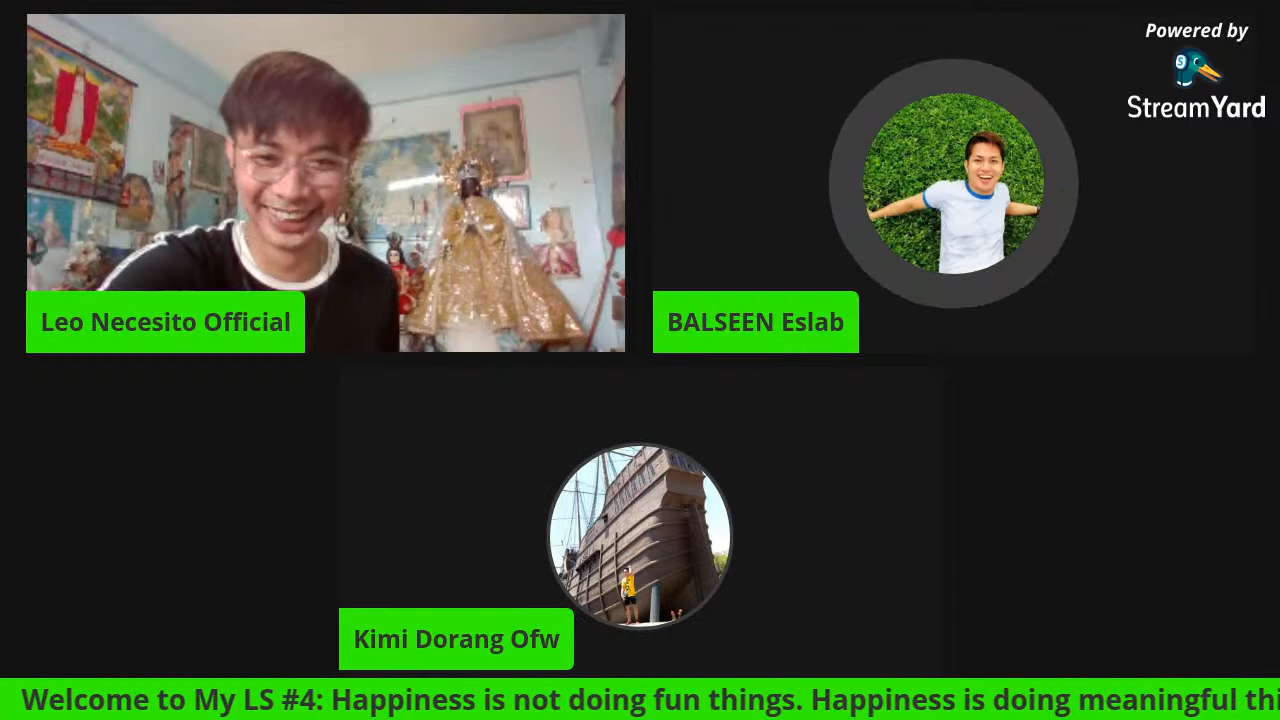 Powered by
StreamYard
Leo Necesito Official
BALSEEN Eslab
Kimi Dorang Ofw
Welcome to My LS #4: Happiness is not doing fun things. Happiness is doing meaningful thi